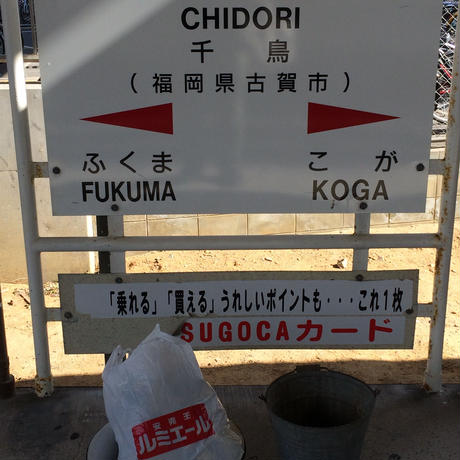 CHIDORI
千鳥
(福岡県古賀市)
ふくま こが
FUKUMA KOGA
「乗れる」「買える」うれしいポイントも・・・これ1枚
SUGOCAカード
ルミエール